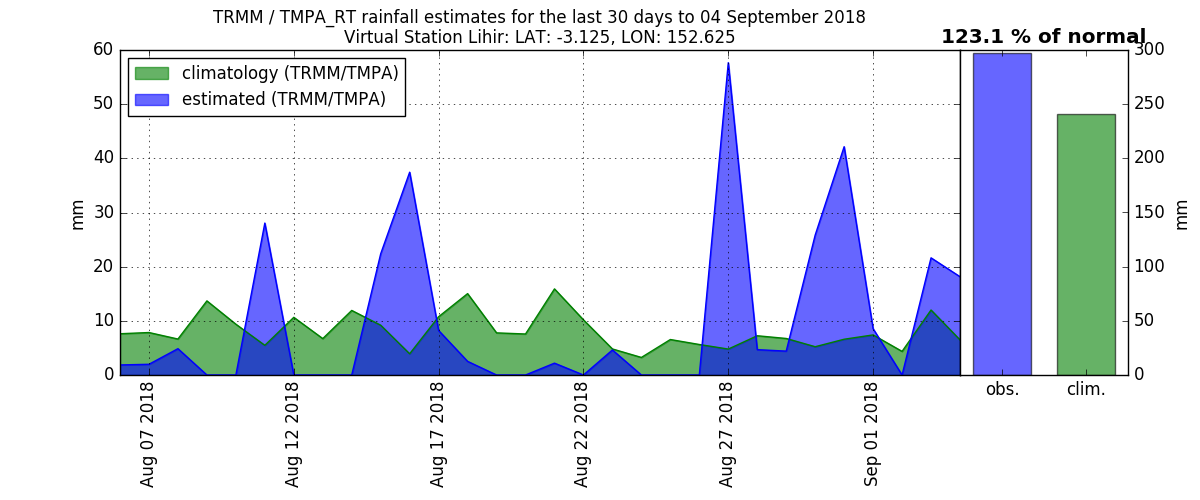 TRMM / TMPA_RT rainfall estimates for the last 30 days to 04 September 2018
Virtual Station Lihir: LAT: -3.125, LON: 152.625
123.1 % of normal
climatology (TRMM/TMPA)
estimated (TRMM/TMPA)
mm
60
50
40
30
20
10
0
Aug 07 2018
Aug 12 2018
Aug 17 2018
Aug 22 2018
Aug 27 2018
Sep 01 2018
obs.
clim.
300
250
200
150
100
50
0
mm